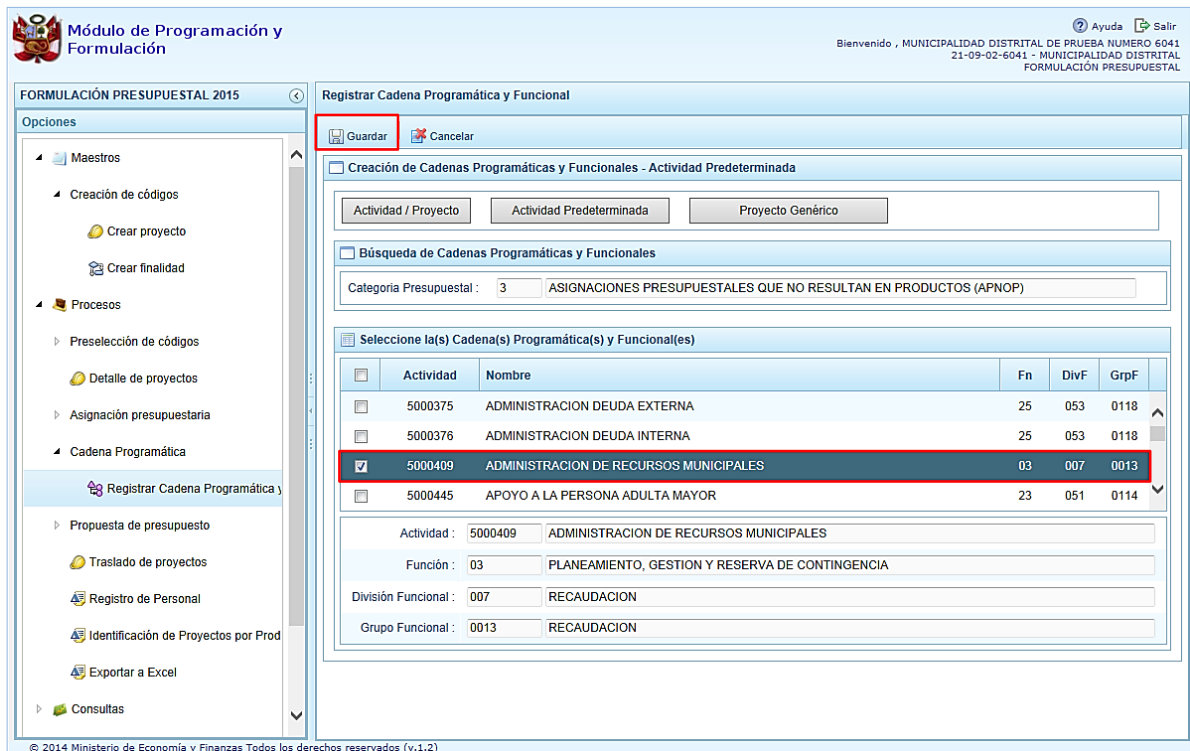 Módulo de Programación y
Formulación
Ayuda Salir
Bienvenido , MUNICIPALIDAD DISTRITAL DE PRUEBA NUMERO 6041
21-09-02-6041 - MUNICIPALIDAD DISTRITAL
FORMULACIÓN PRESUPUESTAL
FORMULACIÓN PRESUPUESTAL 2015
Opciones
Maestros
Creación de códigos
Crear proyecto
Crear finalidad
Procesos
Preselección de códigos
Detalle de proyectos
Asignación presupuestaria
Cadena Programática
Registrar Cadena Programática y
Propuesta de presupuesto
Traslado de proyectos
Registro de Personal
Identificación de Proyectos por Prod
Exportar a Excel
Consultas
Registrar Cadena Programática y Funcional
Guardar Cancelar
Creación de Cadenas Programáticas y Funcionales - Actividad Predeterminada
Actividad / Proyecto Actividad Predeterminada Proyecto Genérico
Búsqueda de Cadenas Programáticas y Funcionales
Categoria Presupuestal : 3 ASIGNACIONES PRESUPUESTALES QUE NO RESULTAN EN PRODUCTOS (APNOP)
Seleccione la(s) Cadena(s) Programática(s) y Funcional(es)
Actividad Nombre Fn DivF GrpF
5000375 ADMINISTRACION DEUDA EXTERNA 25 053 0118
5000376 ADMINISTRACION DEUDA INTERNA 25 053 0118
5000409 ADMINISTRACION DE RECURSOS MUNICIPALES 03 007 0013
5000445 APOYO A LA PERSONA ADULTA MAYOR 23 051 0114
Actividad : 5000409 ADMINISTRACION DE RECURSOS MUNICIPALES
Función : 03 PLANEAMIENTO, GESTION Y RESERVA DE CONTINGENCIA
División Funcional : 007 RECAUDACION
Grupo Funcional : 0013 RECAUDACION
© 2014 Ministerio de Economía y Finanzas Todos los derechos reservados (v.1.2)